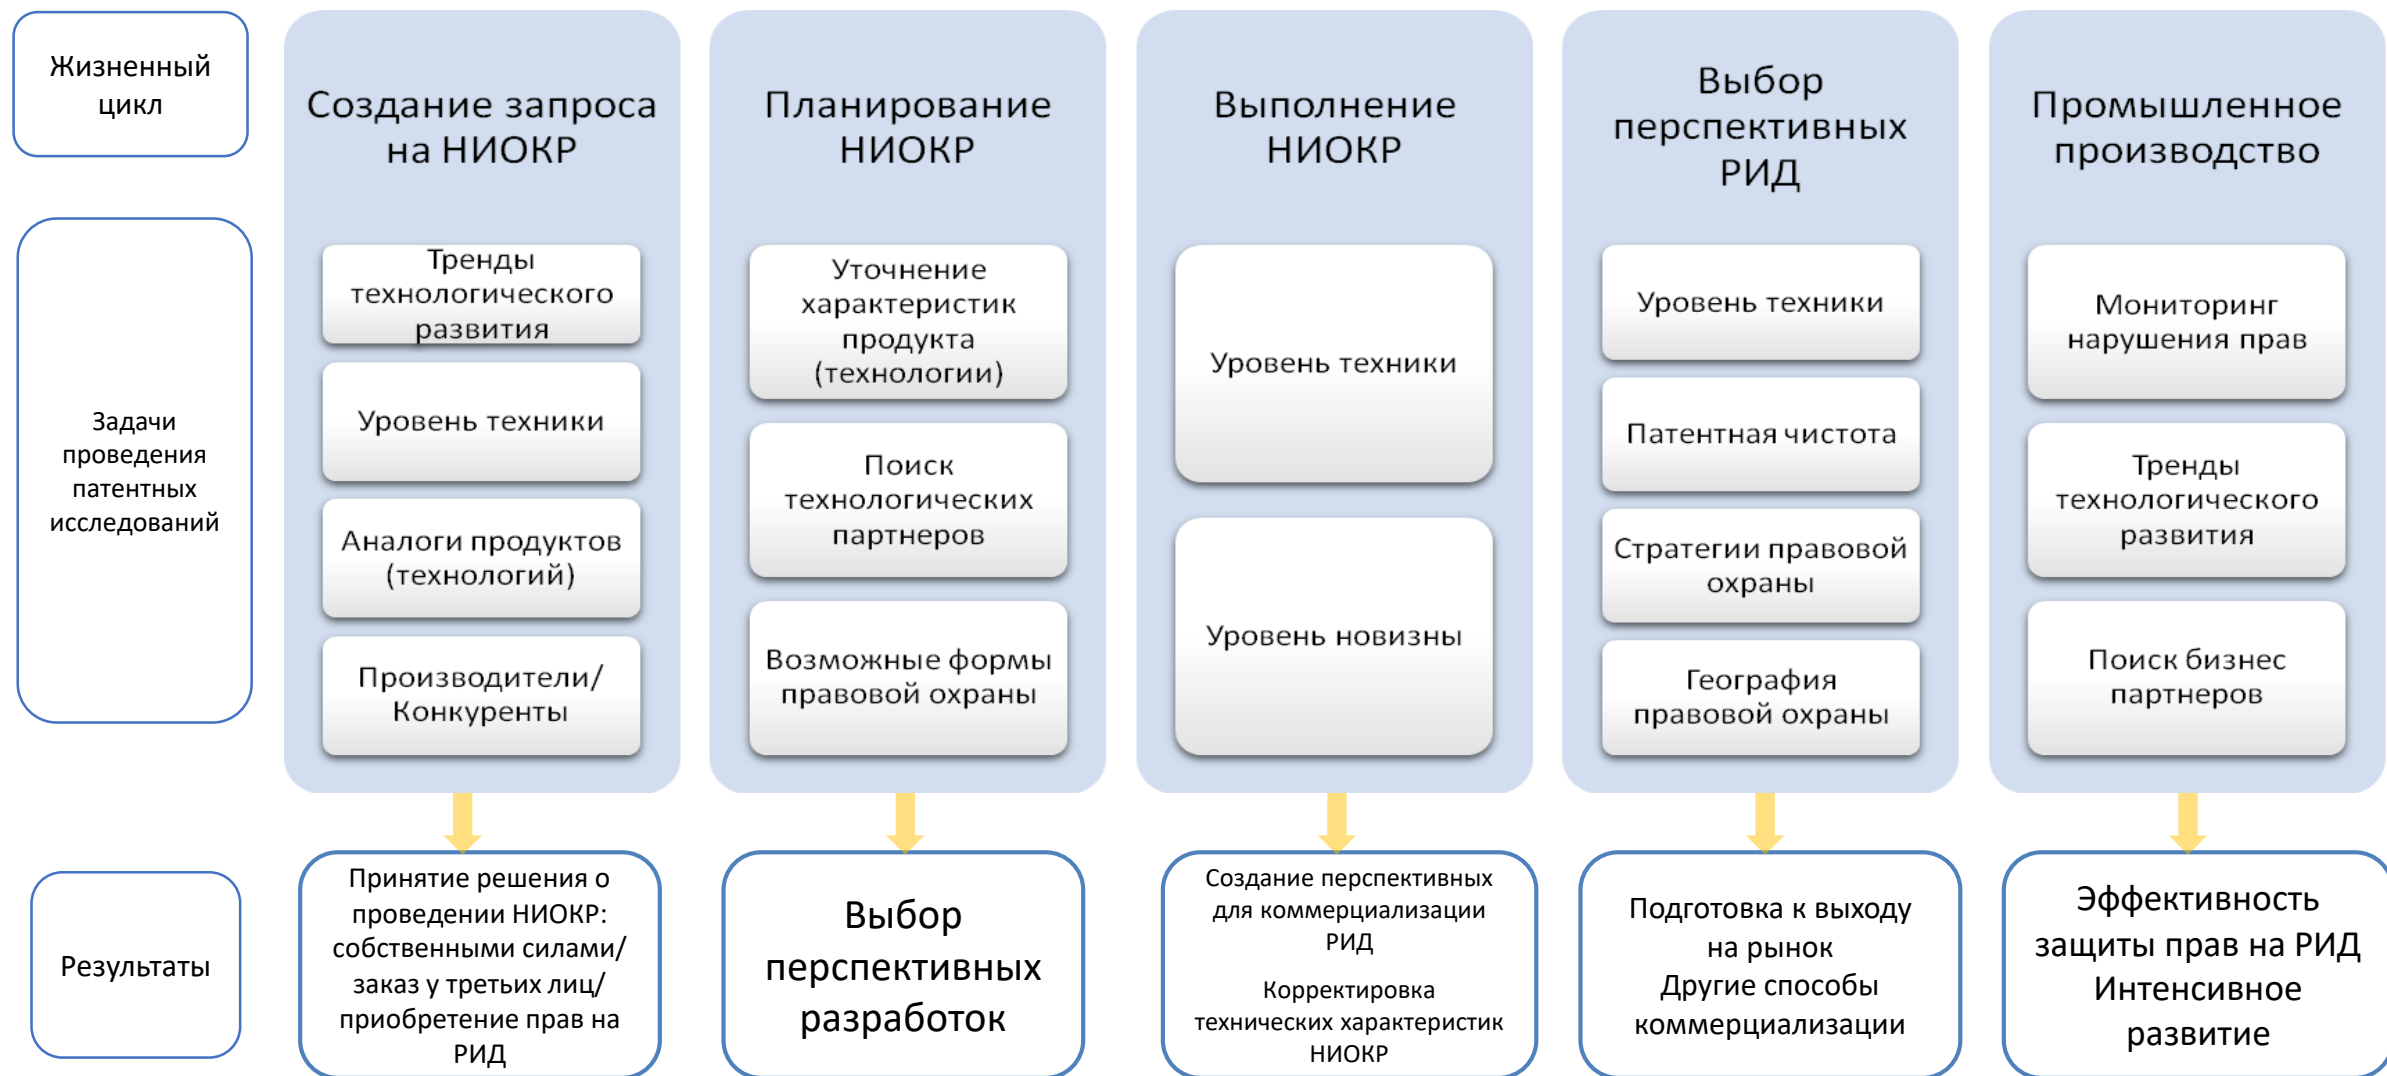 Жизненный
цикл
Создание запроса
на НИОКР
Планирование
НИОКР
Выполнение
НИОКР
Выбор
перспективных
РИД
Промышленное
производство
Задачи
проведения
патентных
исследований
Тренды
технологического
развития
Уровень техники
Аналоги продуктов
(технологий)
Производители/
Конкуренты
Уточнение
характеристик
продукта
(технологии)
Поиск
технологических
партнеров
Возможные формы
правовой охраны
Уровень техники
Уровень новизны
Уровень техники
Патентная чистота
Стратегии правовой
охраны
География
правовой охраны
Мониторинг
нарушения прав
Тренды
технологического
развития
Поиск бизнес
партнеров
Результаты
Принятие решения о
проведении НИОКР:
собственными силами/
заказ у третьих лиц/
приобретение прав на
РИД
Выбор
перспективных
разработок
Создание перспективных
для коммерциализации
РИД
Корректировка
технических характеристик
НИОКР
Подготовка к выходу
на рынок
Другие способы
коммерциализации
Эффективность
защиты прав на РИД
Интенсивное
развитие